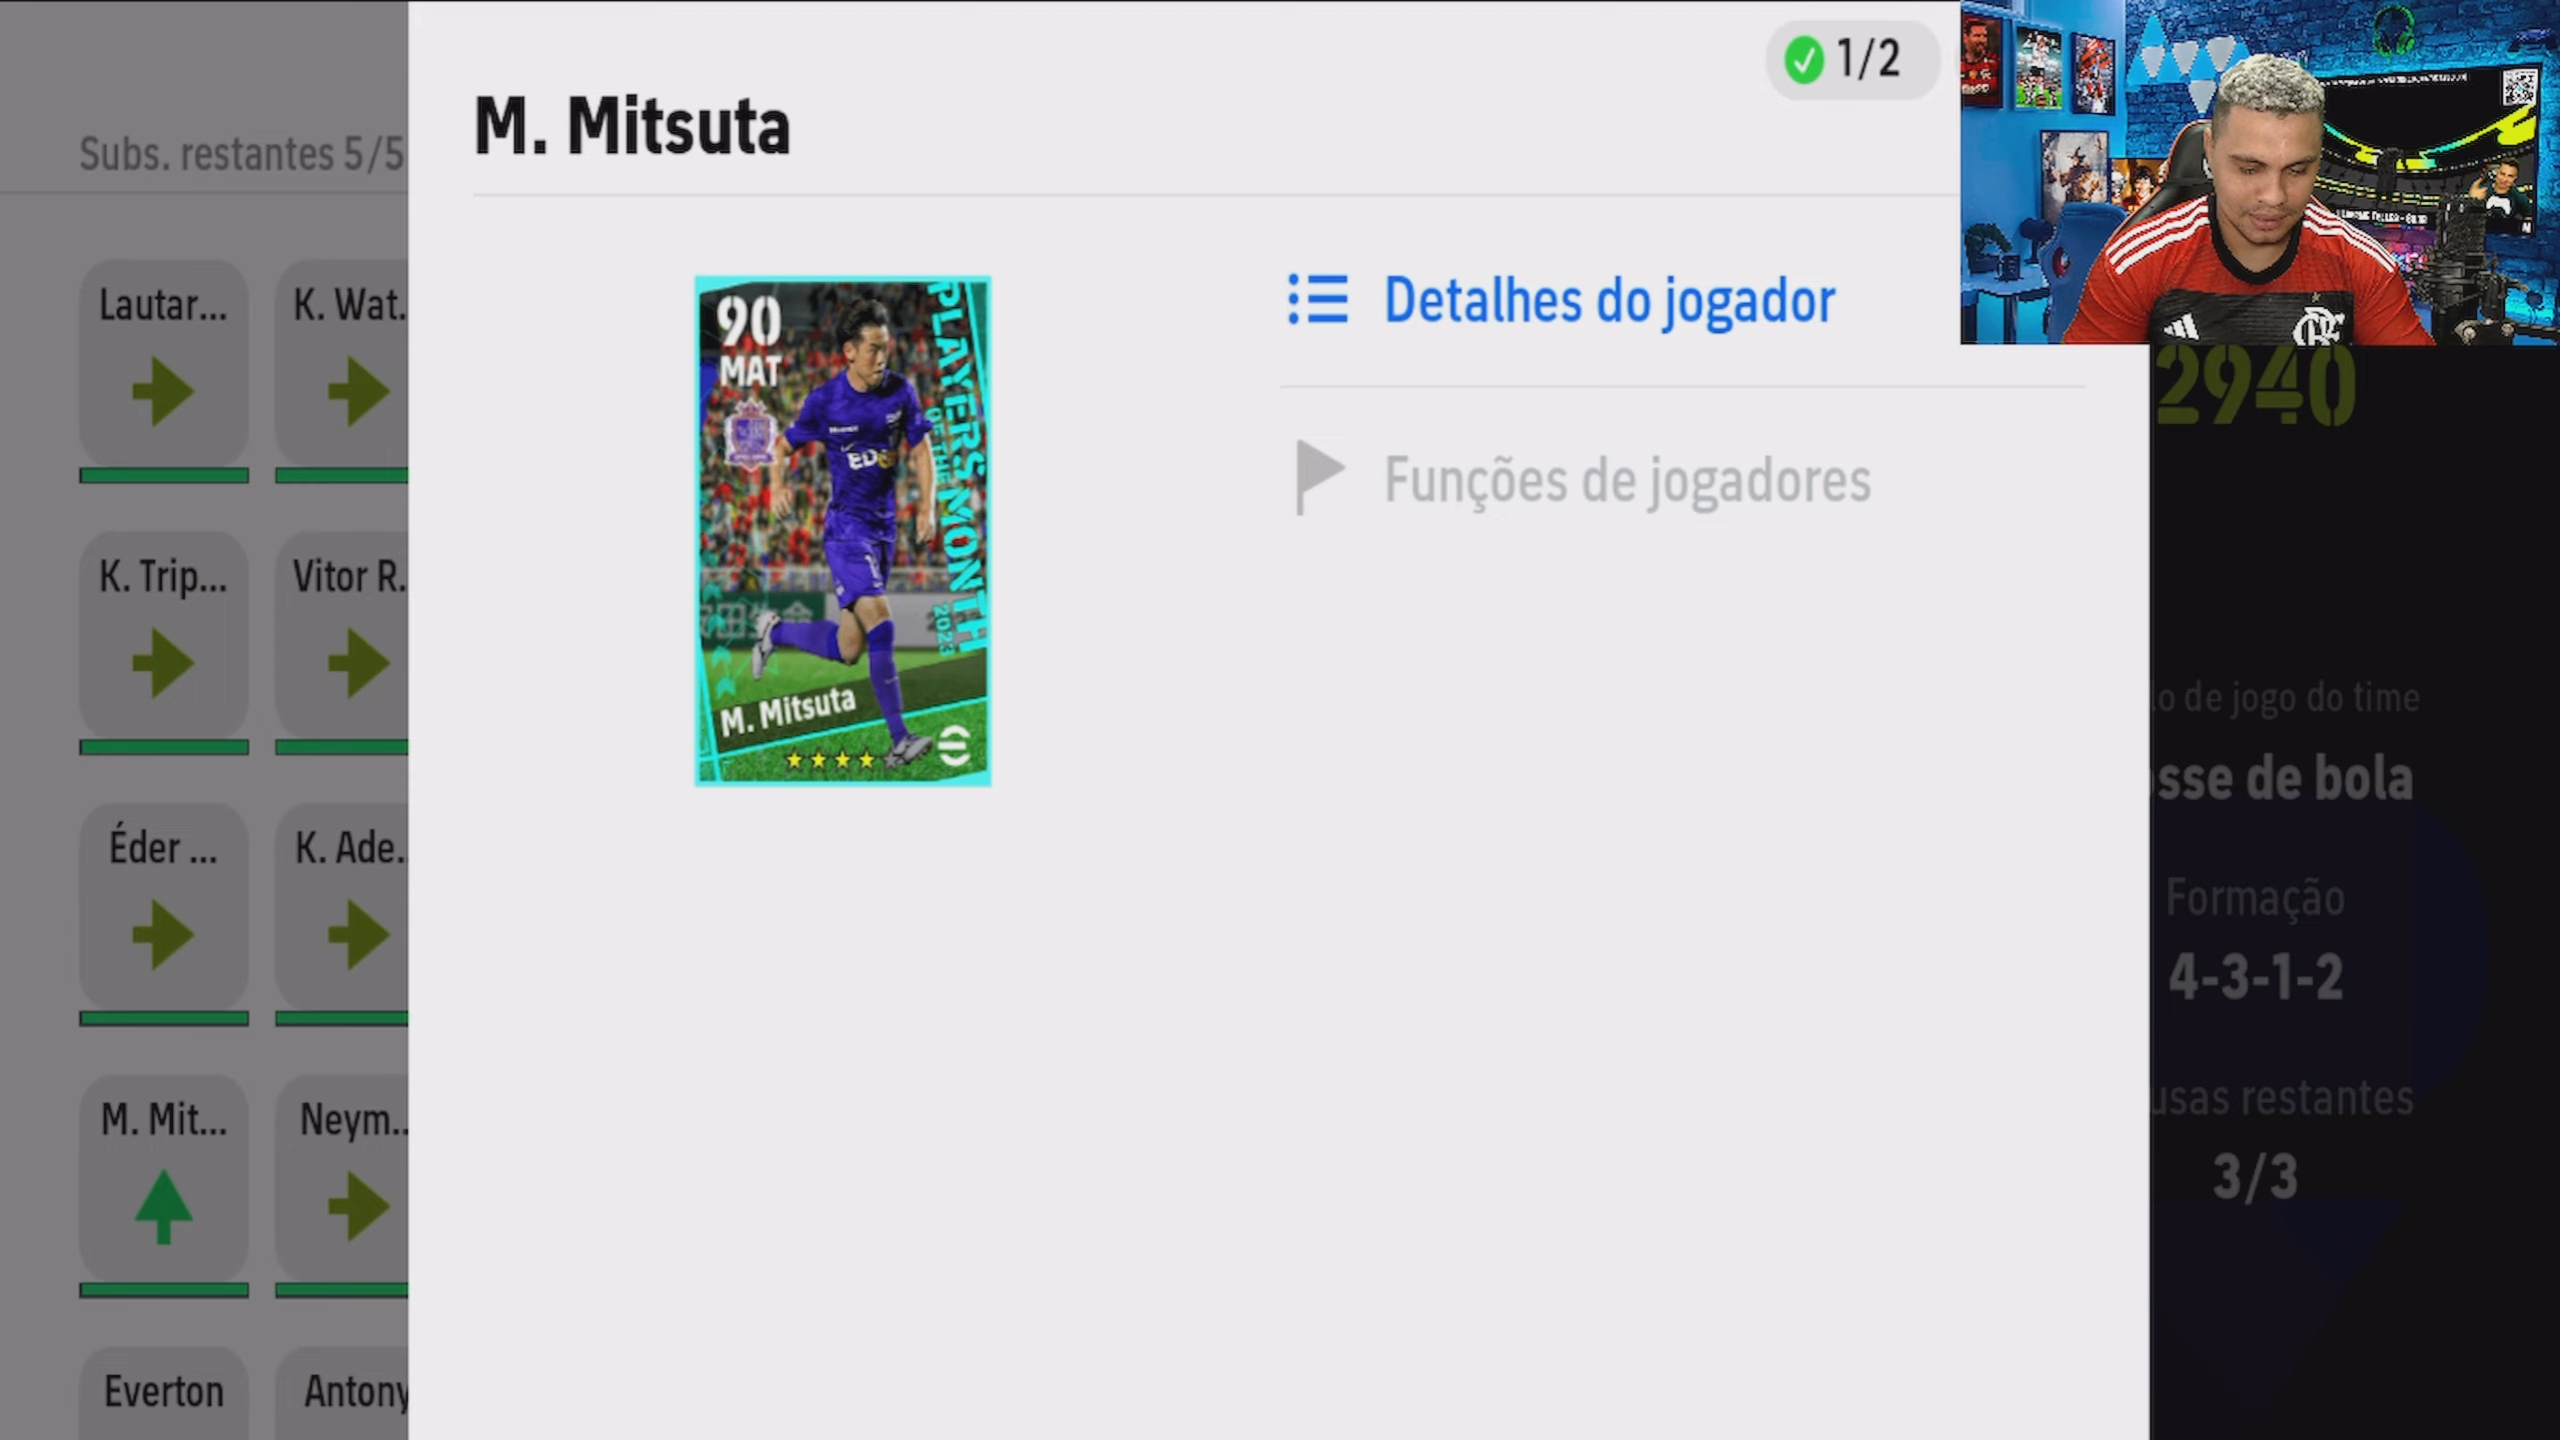 1/2
M. Mitsuta
Subs. restantes 5/5
Lautar...
K. Wat.
K. Trip...
Vitor R.
Éder ...
K. Ade.
M. Mit...
Neym..
Everton
Antony
90
MAT
PLAYERS OF THE MONTH 2023
M. Mitsuta
Detalhes do jogador
Funções de jogadores
2940
lo de jogo do time
sse de bola
Formação
4-3-1-2
usas restantes
3/3